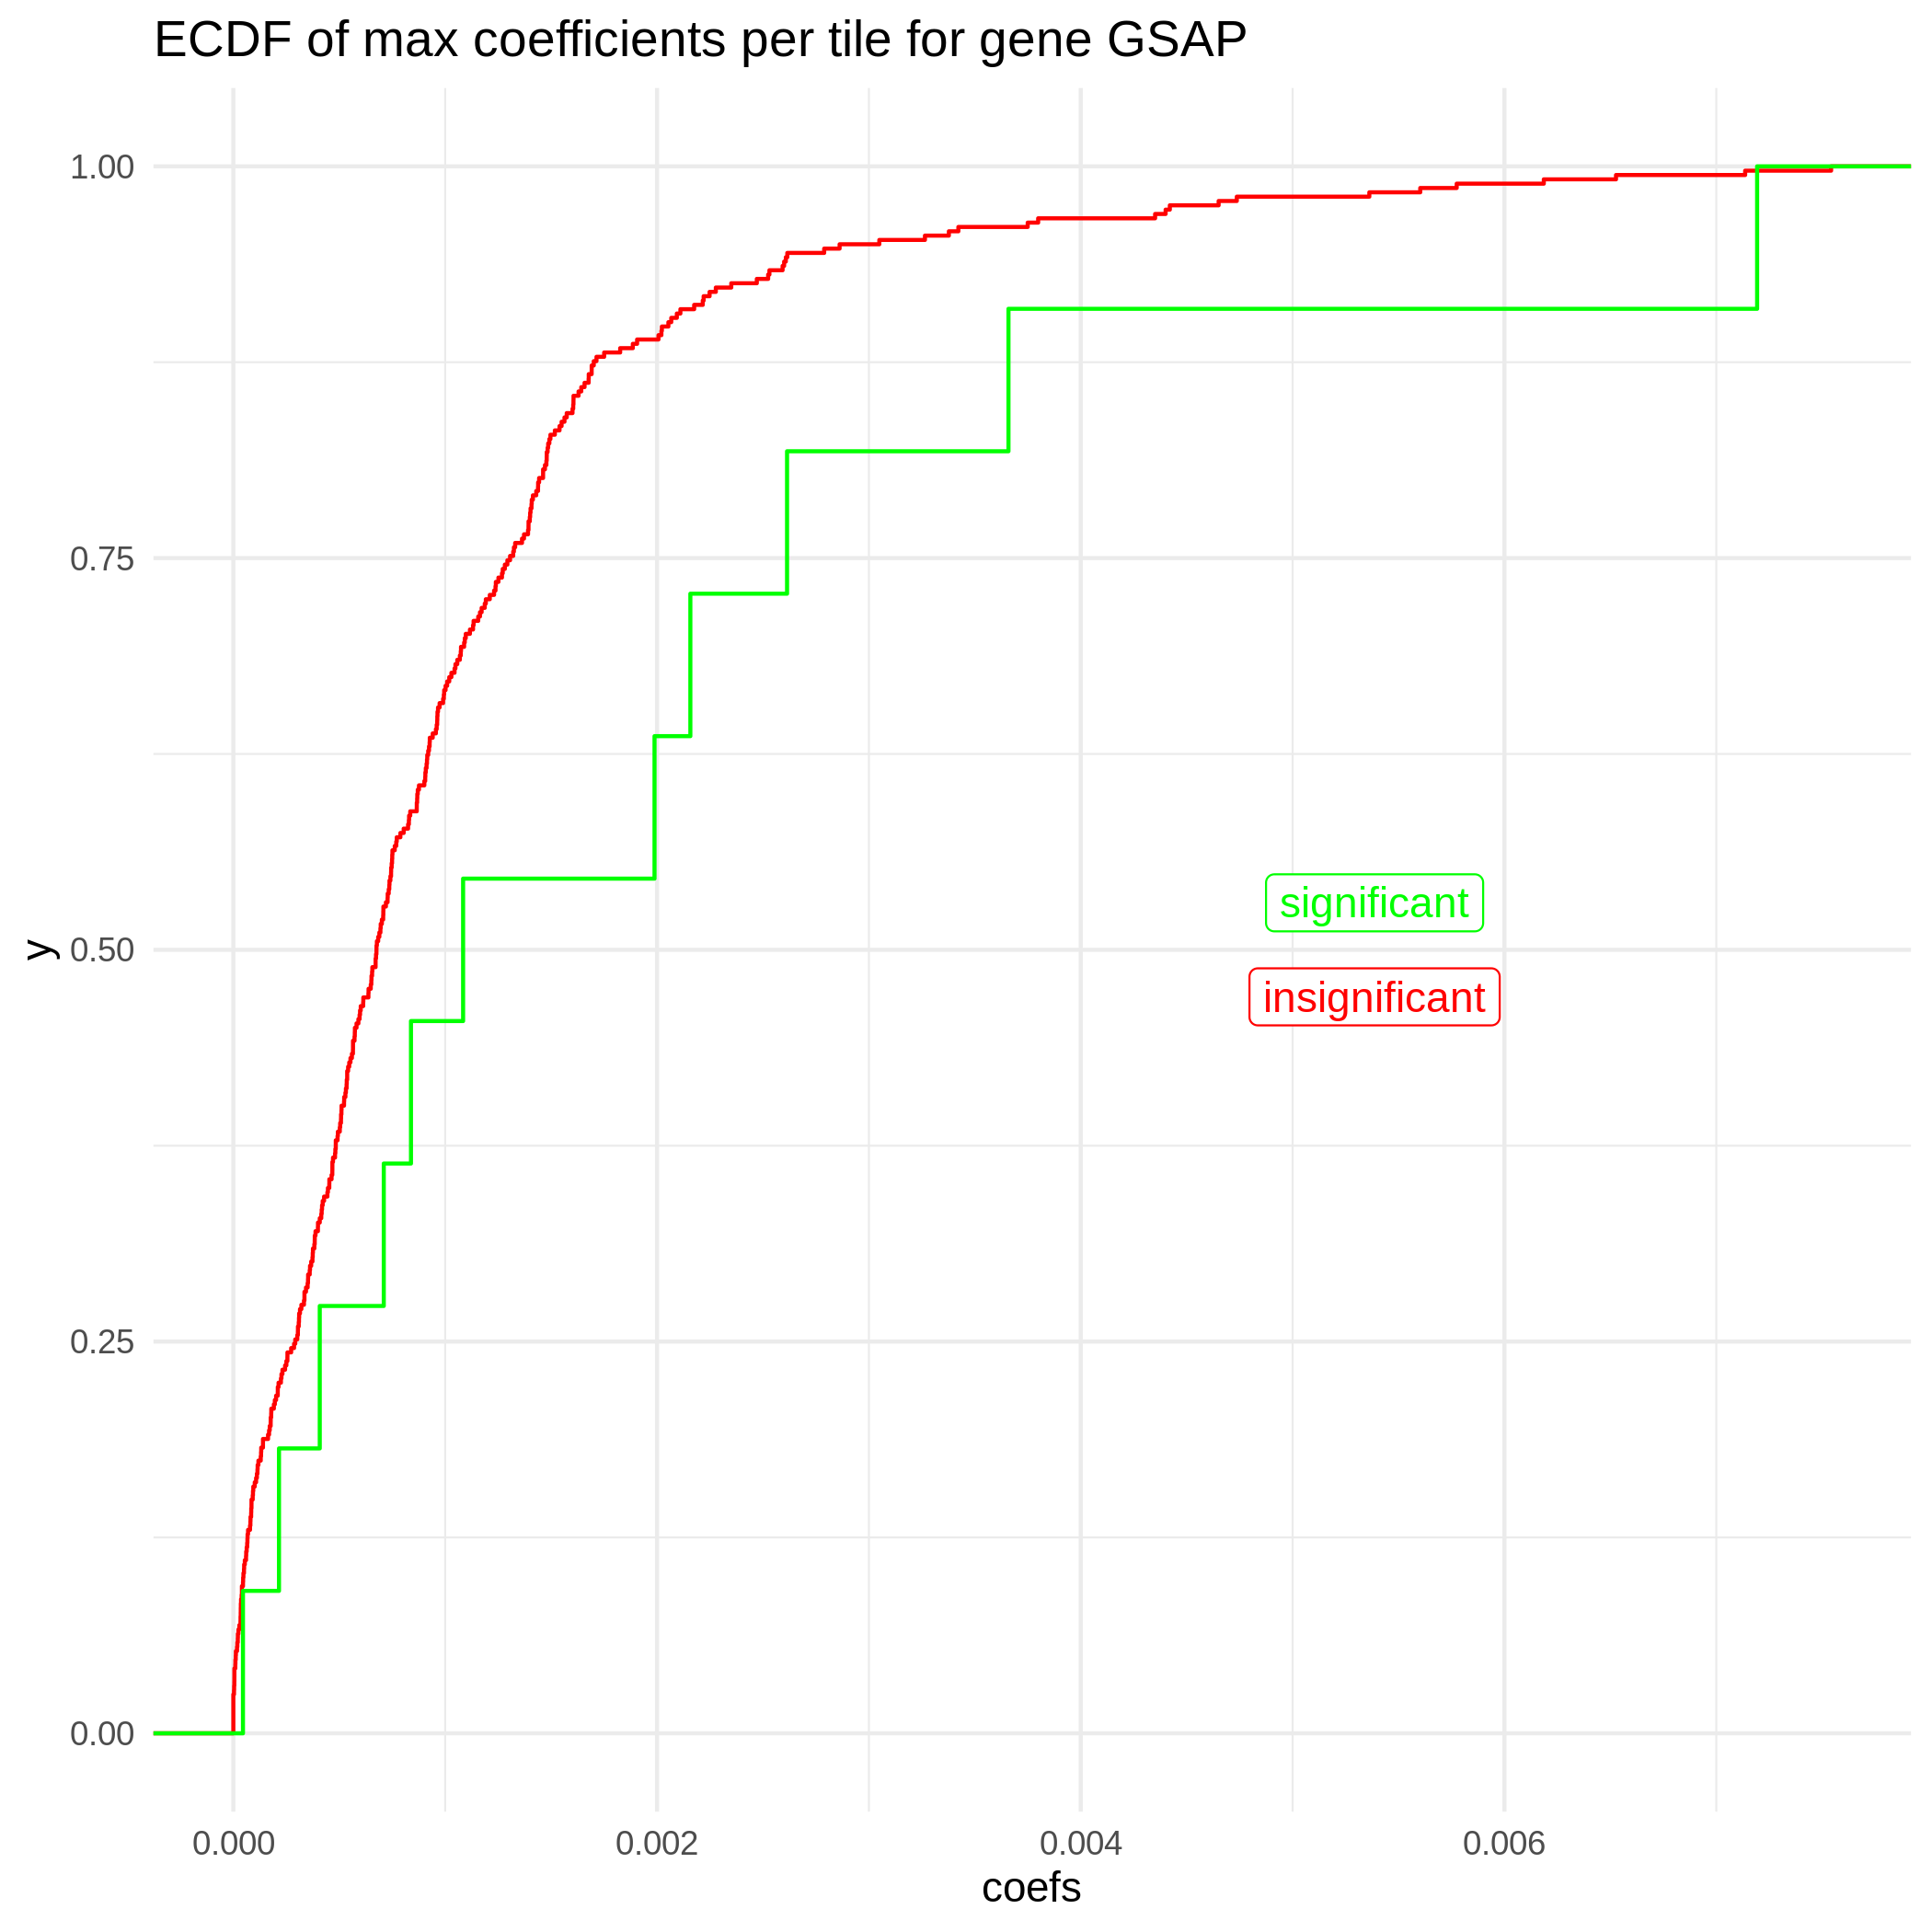 ECDF of max coefficients per tile for gene GSAP
1.00
0.75
0.50
0.25
0.00
y
significant
insignificant
0.000
0.002
0.004
0.006
coefs